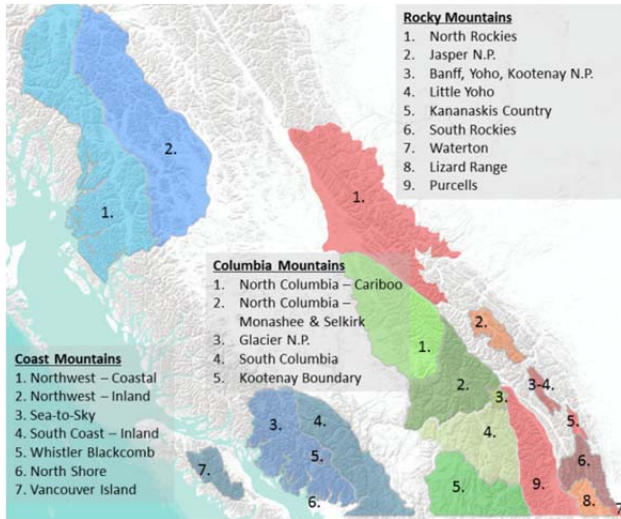 Rocky Mountains
1. North Rockies
2. Jasper N.P.
3. Banff, Yoho, Kootenay N.P.
4. Little Yoho
5. Kananaskis Country
6. South Rockies
7. Waterton
8. Lizard Range
9. Purcells
2.
1.
1.
Columbia Mountains
1. North Columbia – Cariboo
2. North Columbia –
Monashee & Selkirk
3. Glacier N.P.
4. South Columbia
5. Kootenay Boundary
2.
1.
Coast Mountains
1. Northwest – Coastal
2. Northwest – Inland
3. Sea-to-Sky
4. South Coast – Inland
5. Whistler Blackcomb
6. North Shore
7. Vancouver Island
2.
3-4.
3.
5.
4.
3.
4.
5.
6.
7.
5.
9.
8.
6.
7